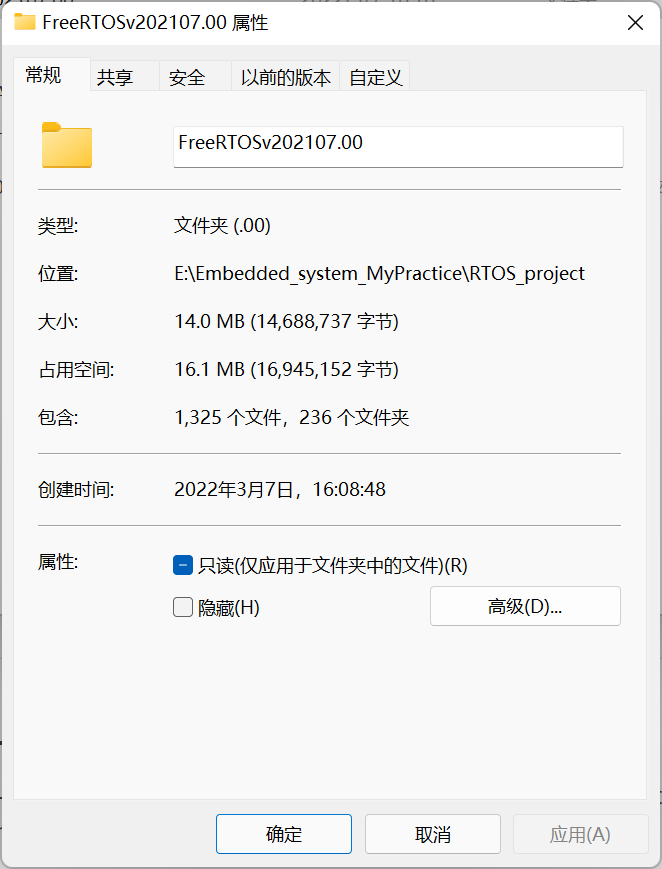 FreeRTOSv202107.00 属性
常规 共享 安全 以前的版本 自定义
FreeRTOSv202107.00
类型: 文件夹 (.00)
位置: E:\Embedded_system_MyPractice\RTOS_project
大小: 14.0 MB (14,688,737 字节)
占用空间: 16.1 MB (16,945,152 字节)
包含: 1,325 个文件，236 个文件夹
创建时间: 2022年3月7日，16:08:48
属性: 只读(仅应用于文件夹中的文件)(R)
隐藏(H) 高级(D)...
确定 取消 应用(A)